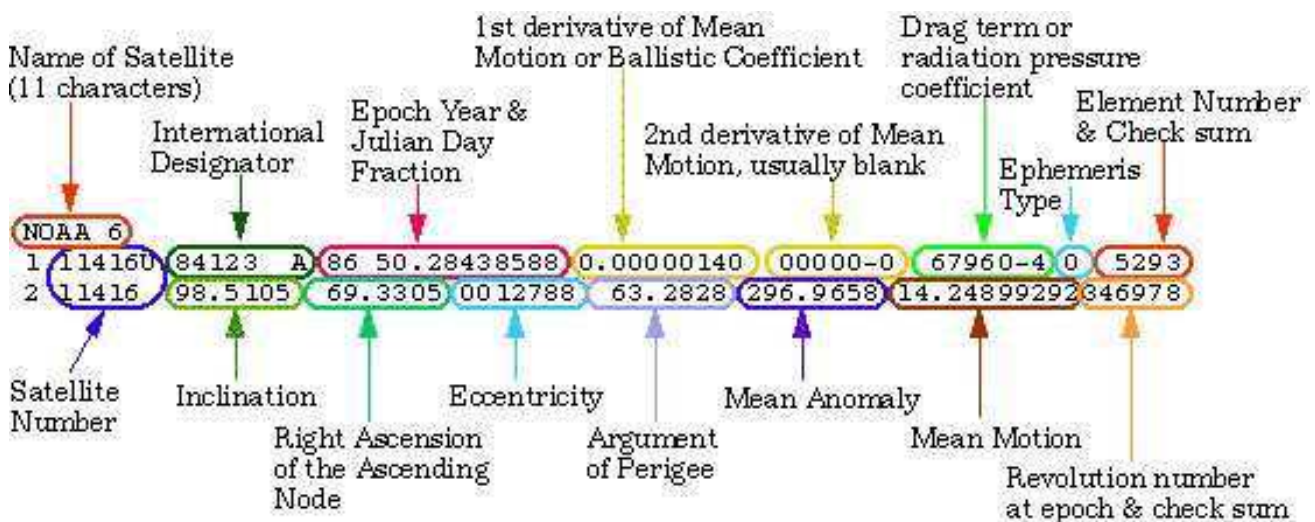 1st derivative of Mean
Motion or Ballistic Coefficient
Drag term or
radiation pressure
coefficient
Name of Satellite
(11 characters)
International
Designator
Epoch Year &
Julian Day
Fraction
2nd derivative of Mean
Motion, usually blank
Element Number
& Check sum
Ephemeris
Type
NOAA 6
1 11416U 84123 A 86 50.28438588 0.00000140 00000-0 67960-4 0 5293
2 11416 98.5105 69.3305 0012788 63.2828 296.9658 14.24899292 346978
Satellite
Number
Inclination
Right Ascension
of the Ascending
Node
Eccentricity
Argument
of Perigee
Mean Anomaly
Mean Motion
Revolution number
at epoch & check sum